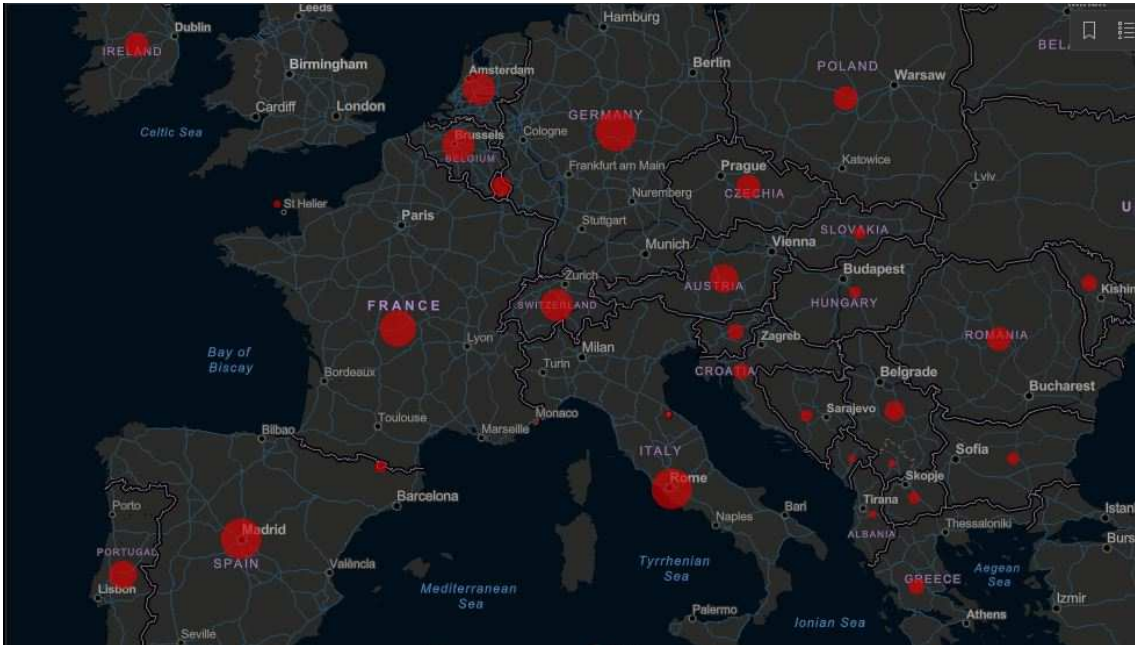 Leeds
Hamburg
Dublin
IRELAND
Birmingham
Amsterdam
Berlin
POLAND
Warsaw
Cardiff
London
GERMANY
Celtic Sea
Brussels
Cologne
BELGIUM
Frankfurt am Main
Prague
Katowice
CZECHIA
Lviv
Nuremberg
St Helier
Paris
Stuttgart
SLOVAKIA
Munich
Vienna
Zurich
Budapest
AUSTRIA
Kishin
SWITZERLAND
HUNGARY
FRANCE
ROMANIA
Zagreb
Lyon
Milan
Bay of
Biscay
Turin
CROATIA
Belgrade
Bordeaux
Bucharest
Monaco
Sarajevo
Toulouse
Marseille
Bilbao
ITALY
Sofia
Rome
Skopje
Barcelona
Tirana
Porto
Bari
Istanb
Naples
Thessaloniki
Madrid
ALBANIA
Burs
PORTUGAL
SPAIN
València
Tyrrhenian
Sea
Aegean
Sea
GREECE
Mediterranean
Sea
Lisbon
Izmir
Palermo
Ionian Sea
Athens
Seville